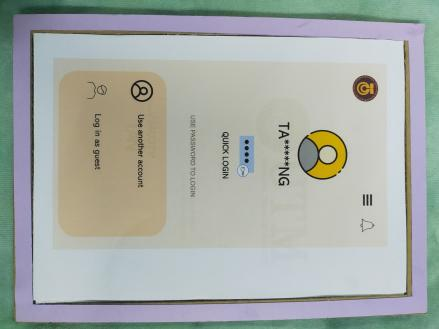 TA*****NG
QUICK LOGIN
USE PASSWORD TO LOGIN
Use another account
Log in as guest